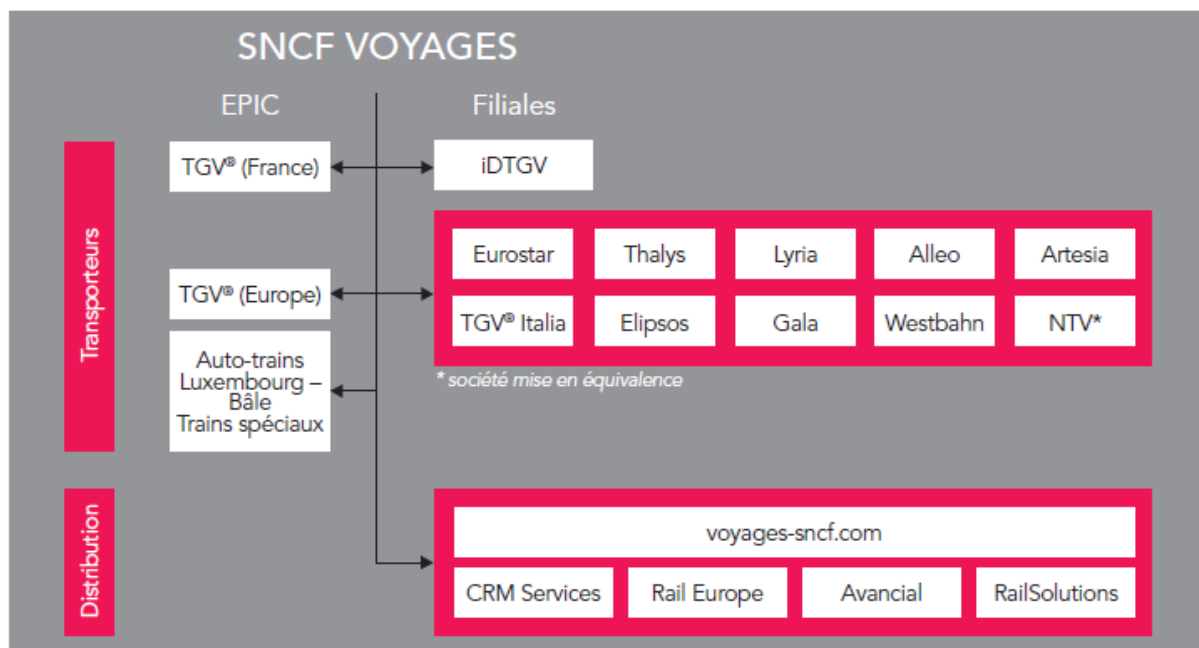 SNCF VOYAGES
EPIC
Filiales
Transporteurs
TGV® (France)
iDTGV
TGV® (Europe)
Eurostar
Thalys
Lyria
Alleo
Artesia
TGV® Italia
Elipsos
Gala
Westbahn
NTV*
* société mise en équivalence
Auto-trains
Luxembourg –
Bâle
Trains spéciaux
Distribution
voyages-sncf.com
CRM Services
Rail Europe
Avancial
RailSolutions